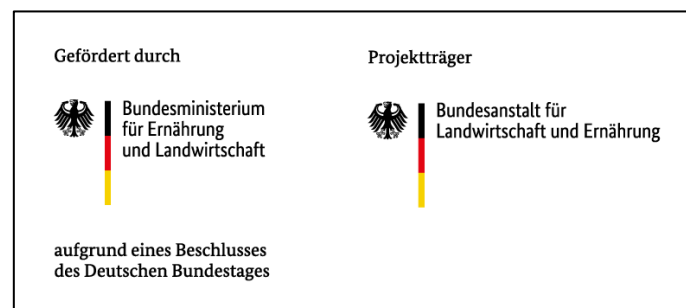 Gefördert durch
Bundesministerium
für Ernährung
und Landwirtschaft
aufgrund eines Beschlusses
des Deutschen Bundestages
Projektträger
Bundesanstalt für
Landwirtschaft und Ernährung